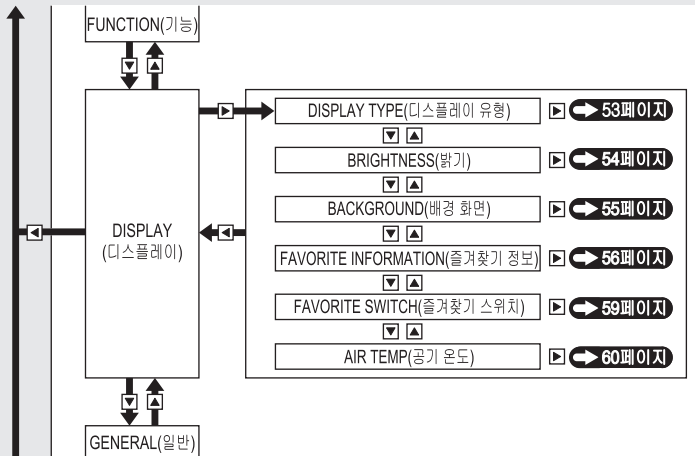 FUNCTION(기능)
DISPLAY
(디스플레이)
DISPLAY TYPE(디스플레이 유형)
53페이지
BRIGHTNESS(밝기)
54페이지
BACKGROUND(배경 화면)
55페이지
FAVORITE INFORMATION(즐겨찾기 정보)
56페이지
FAVORITE SWITCH(즐겨찾기 스위치)
59페이지
AIR TEMP(공기 온도)
60페이지
GENERAL(일반)